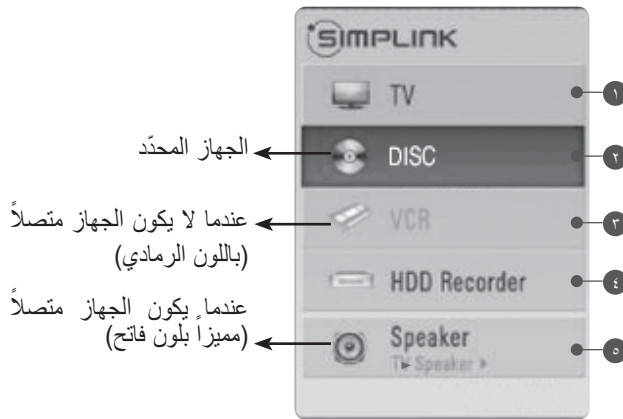 SIMPLINK
TV
١
الجهاز المحدّد
DISC
٢
عندما لا يكون الجهاز متصلاً
(باللون الرمادي)
VCR
٣
HDD Recorder
٤
عندما يكون الجهاز متصلاً
(مميزاً بلون فاتح)
Speaker
TV Speaker
٥